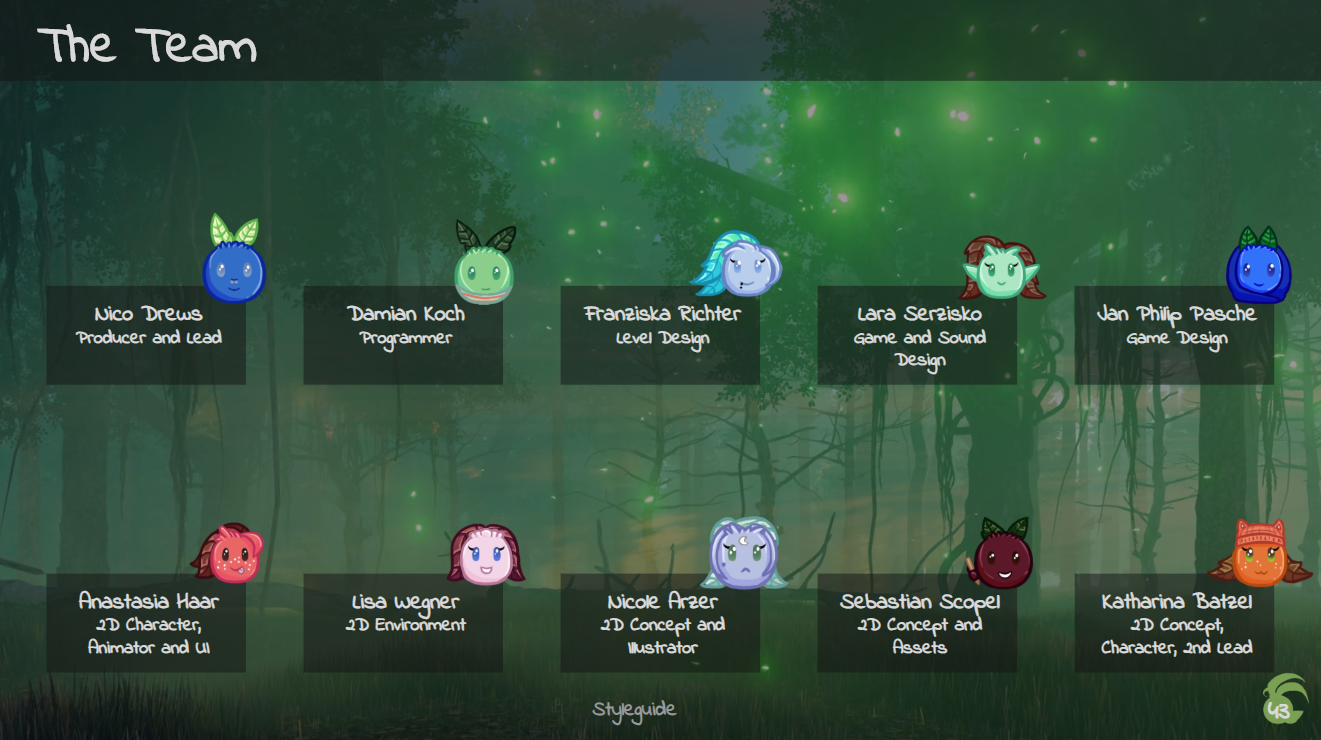 The Team
Nico Drews
Producer and Lead
Damian Koch
Programmer
Franziska Richter
Level Design
Lara Serzisko
Game and Sound
Design
Jan Philip Pasche
Game Design
Anastasia Haar
2D Character,
Animator and UI
Lisa Wegner
2D Environment
Nicole Arzer
2D Concept and
Illustrator
Sebastian Scopel
2D Concept and
Assets
Katharina Batzel
2D Concept,
Character, 2nd Lead
Styleguide
43